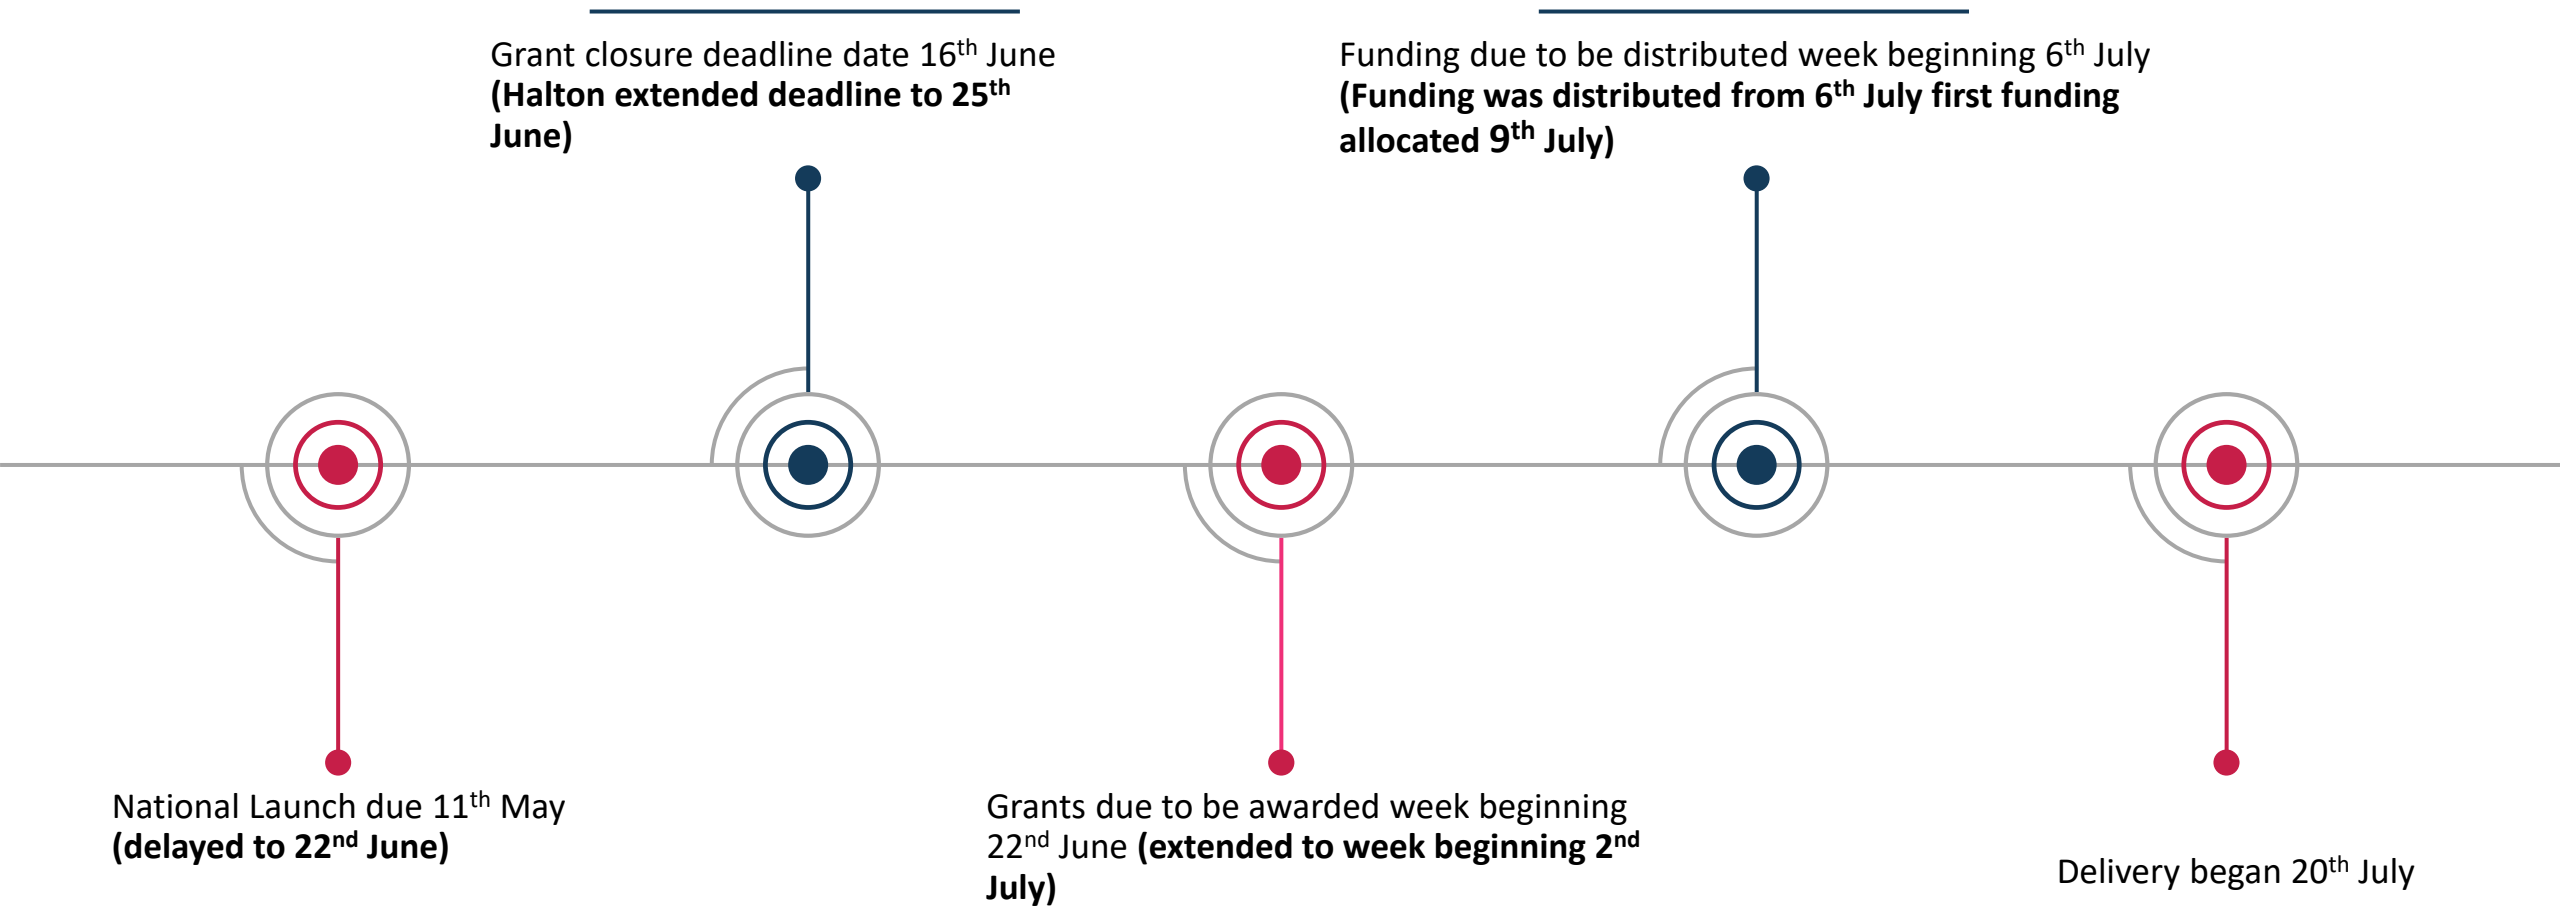 Grant closure deadline date 16th June
(Halton extended deadline to 25th
June)
Funding due to be distributed week beginning 6th July
(Funding was distributed from 6th July first funding
allocated 9th July)
National Launch due 11th May
(delayed to 22nd June)
Grants due to be awarded week beginning
22nd June (extended to week beginning 2nd
July)
Delivery began 20th July